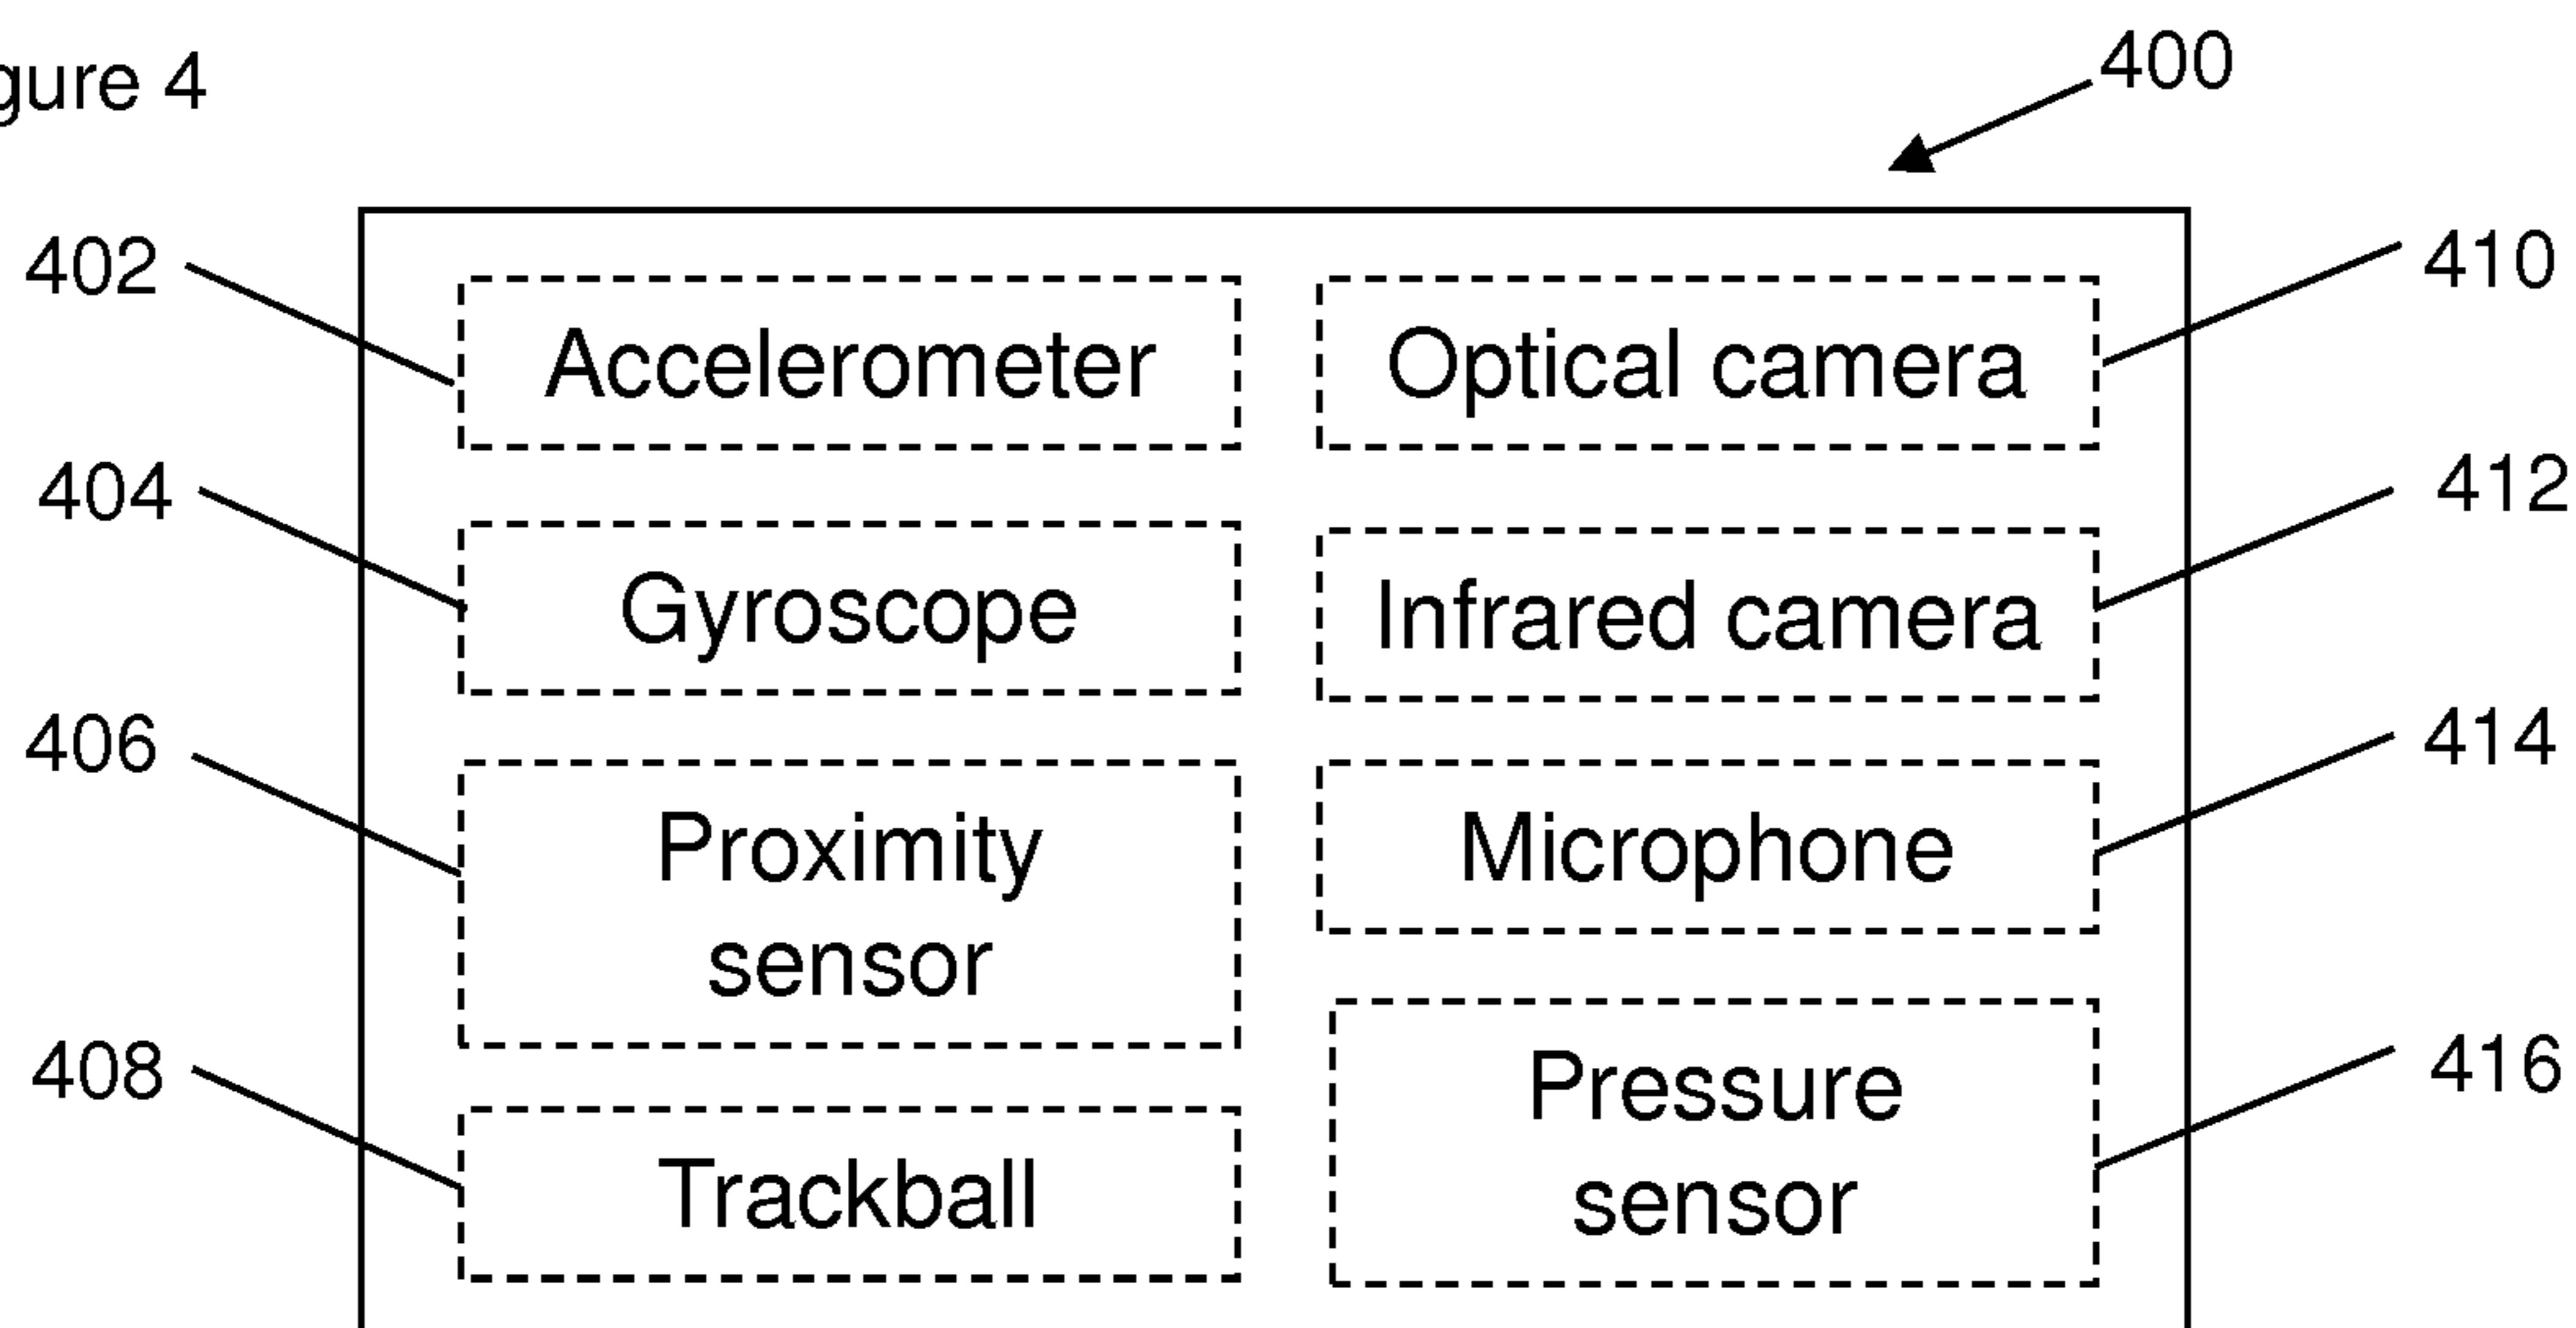 gure 4
400
402
Accelerometer
Optical camera
410
404
Gyroscope
Infrared camera
412
406
Proximity
sensor
Microphone
414
408
Trackball
Pressure
sensor
416